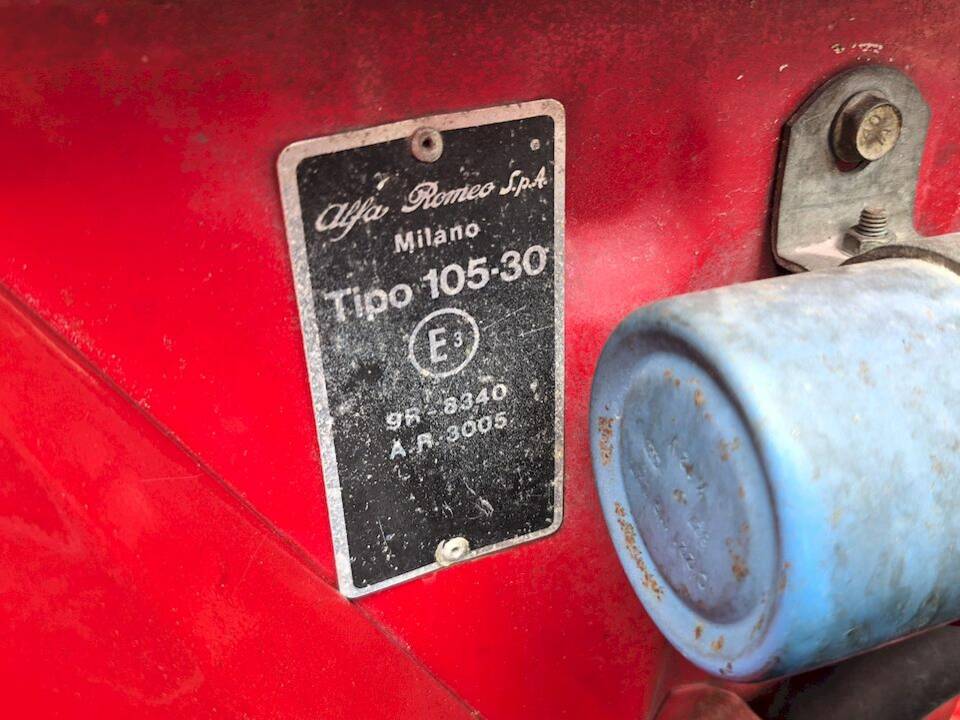 Alfa Romeo S.p.A.
Milano
Tipo 105-30
E3
9R-8340
A.R. 3005